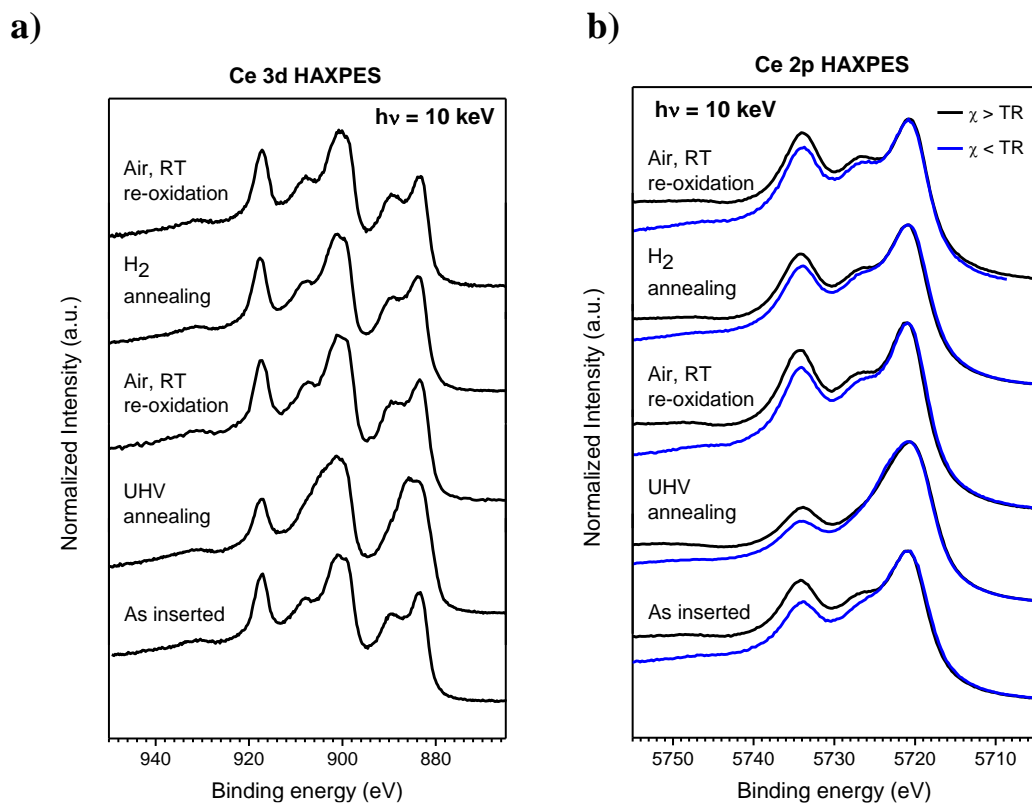 a)
Ce 3d HAXPES
hν = 10 keV
Air, RT
re-oxidation
H2
annealing
Air, RT
re-oxidation
UHV
annealing
As inserted
Normalized Intensity (a.u.)
940 920 900 880
Binding energy (eV)
b)
Ce 2p HAXPES
hν = 10 keV
χ > TR
χ < TR
Air, RT
re-oxidation
H2
annealing
Air, RT
re-oxidation
UHV
annealing
As inserted
Normalized Intensity (a.u.)
5750 5740 5730 5720 5710
Binding energy (eV)